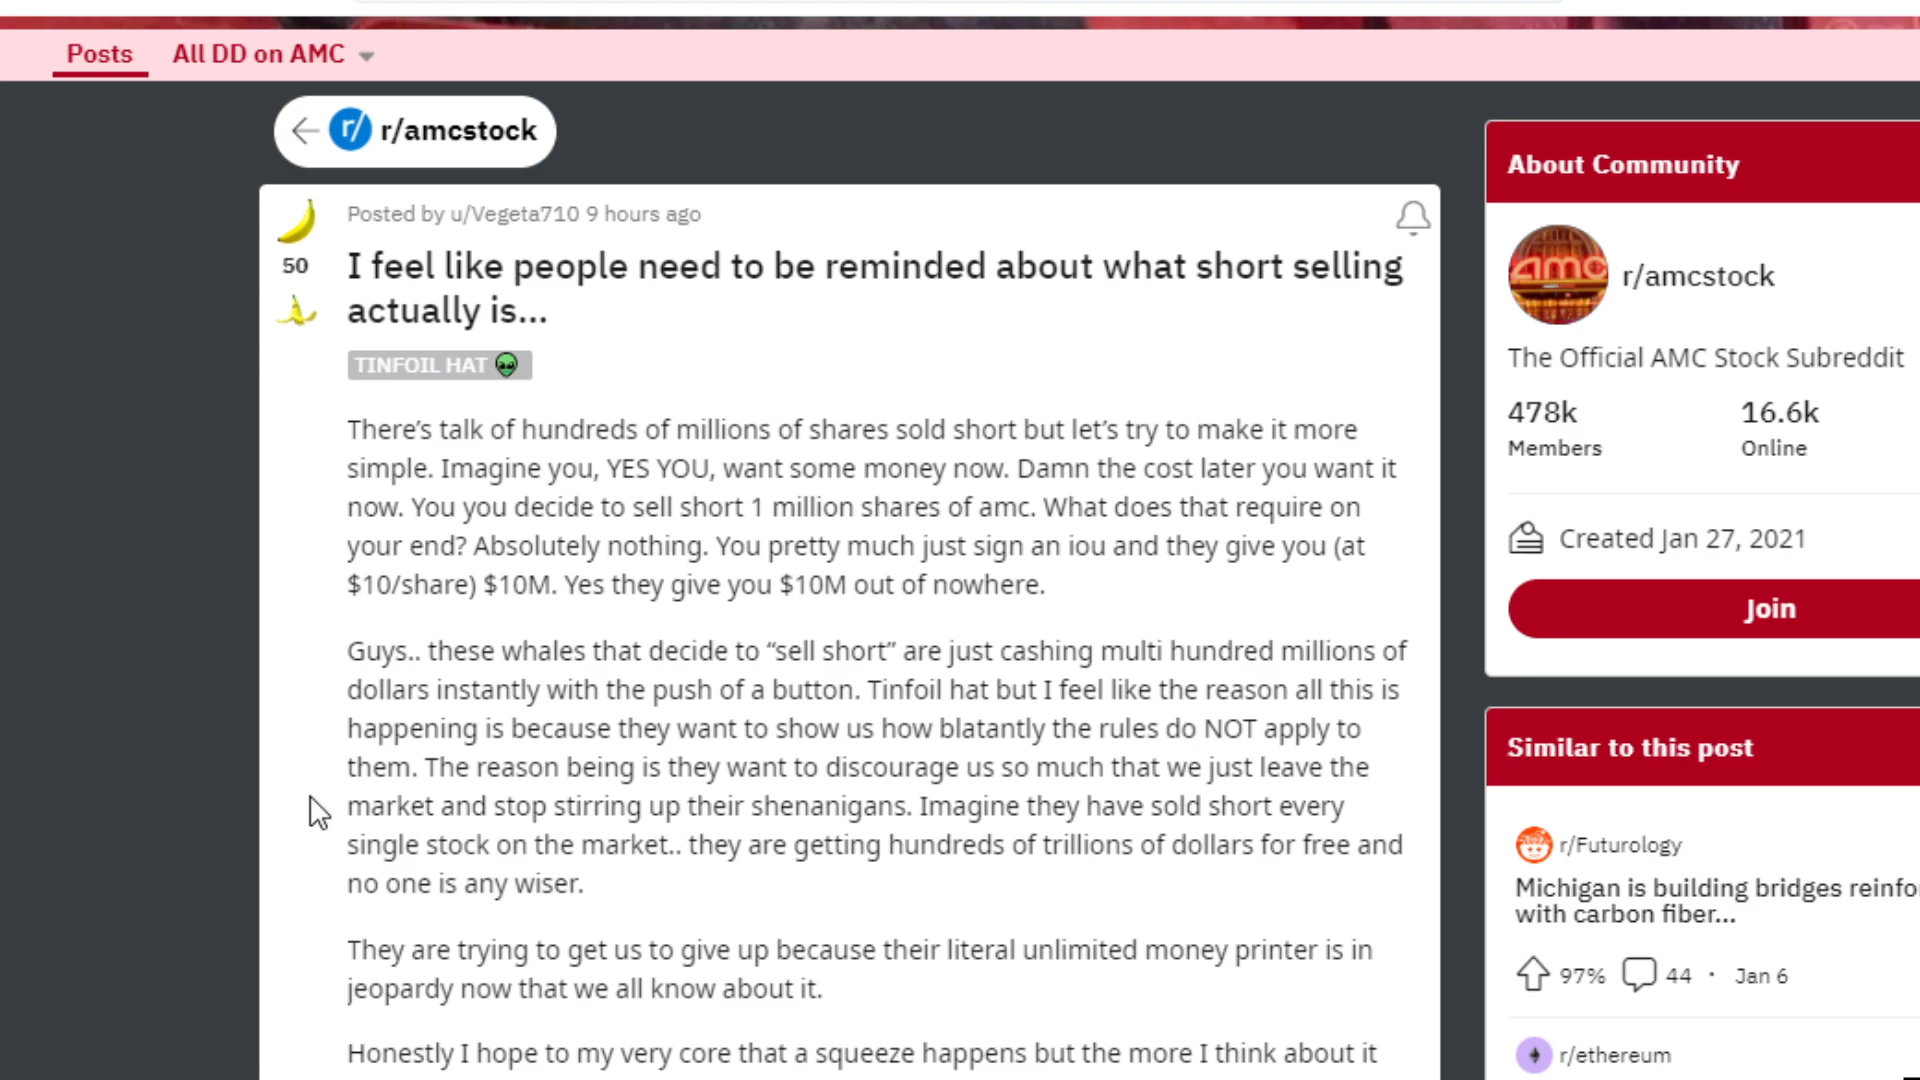 Posts
All DD on AMC
r/ r/amcstock
Posted by u/Vegeta710 9 hours ago
50
I feel like people need to be reminded about what short selling
actually is...
TINFOIL HAT
There’s talk of hundreds of millions of shares sold short but let’s try to make it more
simple. Imagine you, YES YOU, want some money now. Damn the cost later you want it
now. You you decide to sell short 1 million shares of amc. What does that require on
your end? Absolutely nothing. You pretty much just sign an iou and they give you (at
$10/share) $10M. Yes they give you $10M out of nowhere.
Guys.. these whales that decide to “sell short” are just cashing multi hundred millions of
dollars instantly with the push of a button. Tinfoil hat but I feel like the reason all this is
happening is because they want to show us how blatantly the rules do NOT apply to
them. The reason being is they want to discourage us so much that we just leave the
market and stop stirring up their shenanigans. Imagine they have sold short every
single stock on the market.. they are getting hundreds of trillions of dollars for free and
no one is any wiser.
They are trying to get us to give up because their literal unlimited money printer is in
jeopardy now that we all know about it.
Honestly I hope to my very core that a squeeze happens but the more I think about it
About Community
amc
r/amcstock
The Official AMC Stock Subreddit
478k 16.6k
Members Online
Created Jan 27, 2021
Join
Similar to this post
r/Futurology
Michigan is building bridges reinfo
with carbon fiber...
97% 44 · Jan 6
r/ethereum